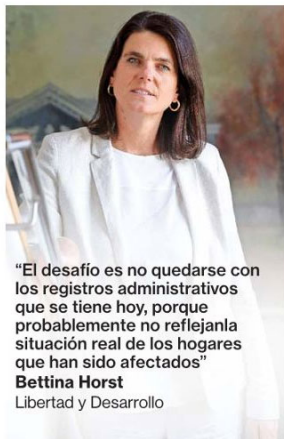 “El desafío es no quedarse con
los registros administrativos
que se tiene hoy, porque
probablemente no reflejanla
situación real de los hogares
que han sido afectados”
Bettina Horst
Libertad y Desarrollo